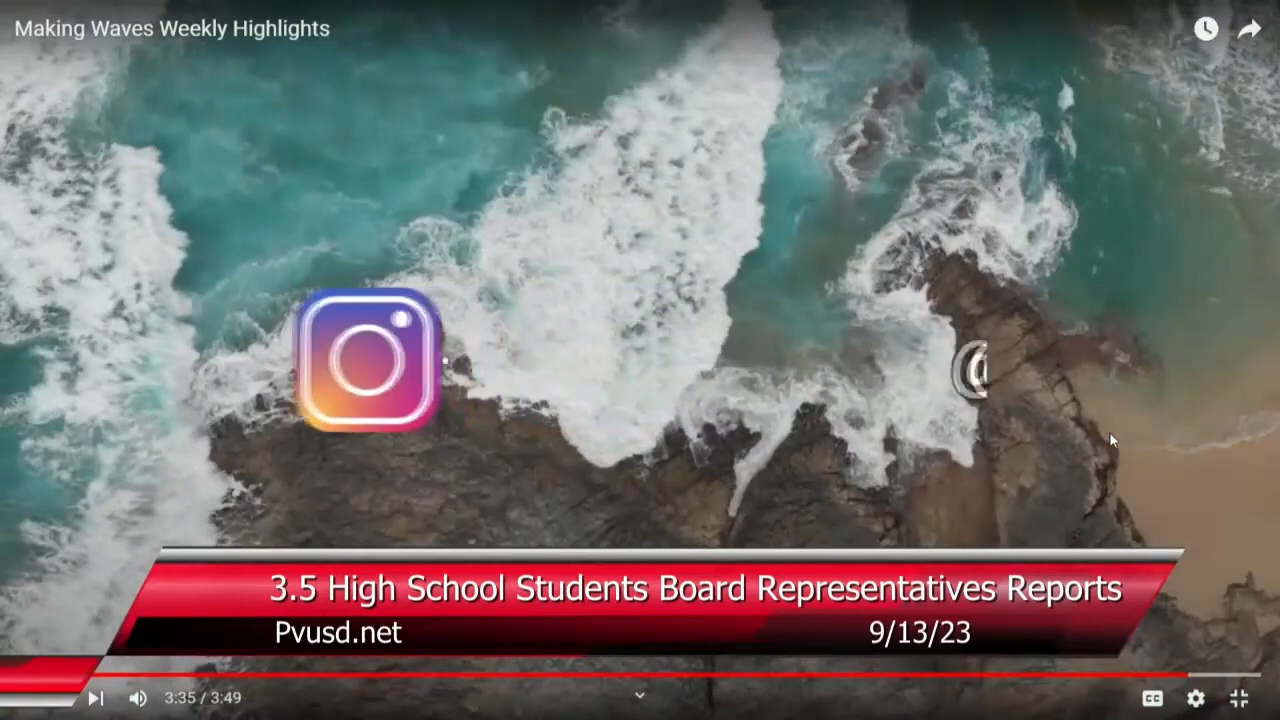 Making Waves Weekly Highlights
@
3.5 High School Students Board Representatives Reports
Pvusd.net 9/13/23
3:35 / 3:49
CC